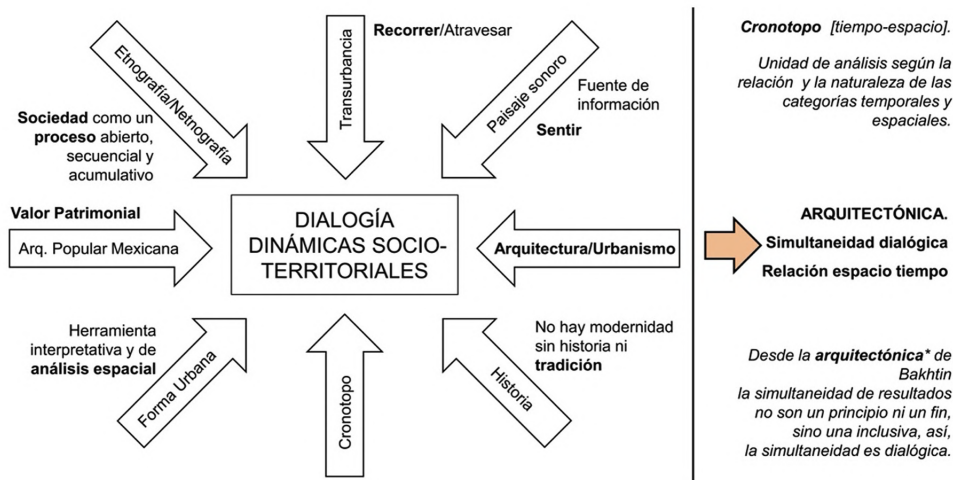 Etnografía/Netnografía
Sociedad como un
proceso abierto,
secuencial y
acumulativo
Recorrer/Atravesar
Transurbancia
Paisaje sonoro
Fuente de
información
Sentir
Valor Patrimonial
Arq. Popular Mexicana
DIALOGÍA
DINÁMICAS SOCIO-
TERRITORIALES
Arquitectura/Urbanismo
Herramienta
interpretativa y de
análisis espacial
Forma Urbana
Cronotopo
No hay modernidad
sin historia ni
tradición
Historia
Cronotopo [tiempo-espacio].
Unidad de análisis según la
relación y la naturaleza de las
categorías temporales y
espaciales.
ARQUITECTÓNICA.
Simultaneidad dialógica
Relación espacio tiempo
Desde la arquitectónica* de
Bakhtin
la simultaneidad de resultados
no son un principio ni un fin,
sino una inclusiva, así,
la simultaneidad es dialógica.